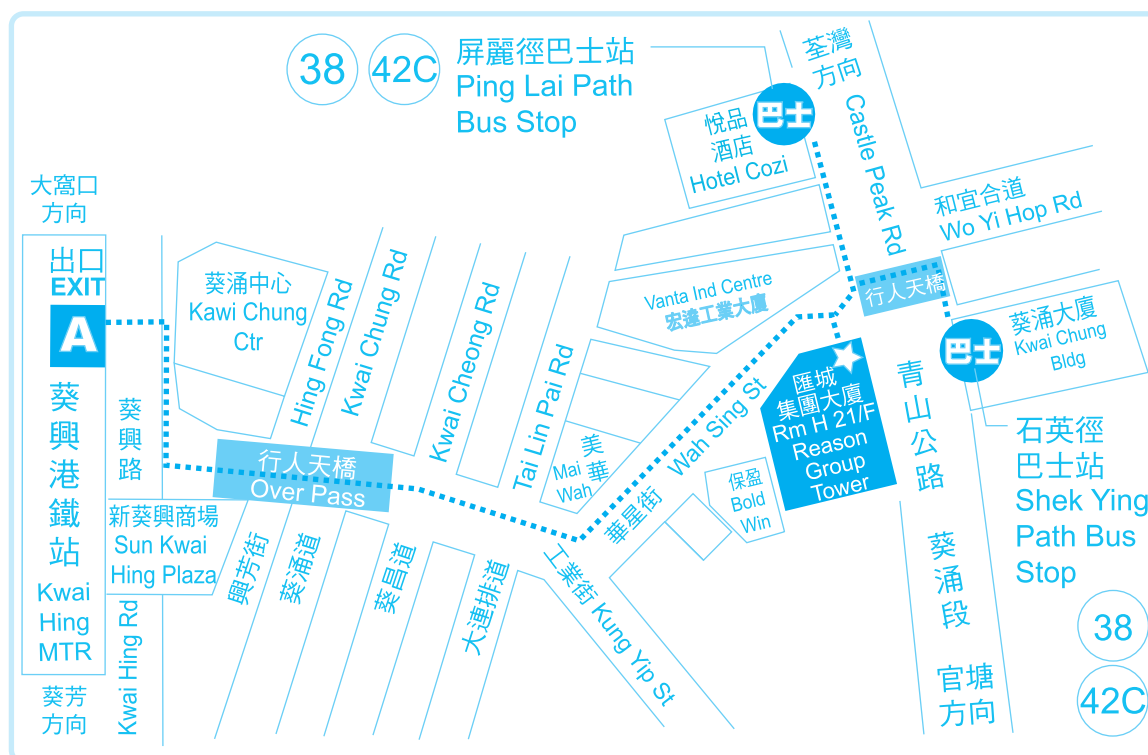 38
42C
屏麗徑巴士站
Ping Lai Path
Bus Stop
荃灣
方向
Castle Peak Rd
巴士
悅品
酒店
Hotel Cozi
和宜合道
Wo Yi Hop Rd
大窩口
方向
出口
EXIT
A
葵興港鐵站
Kwai
Hing
MTR
葵芳
方向
葵興路
Kwai Hing Rd
葵涌中心
Kawi Chung
Ctr
Hing Fong Rd
Kwai Chung Rd
Kwai Cheong Rd
Tai Lin Pai Rd
Vanta Ind Centre
宏達工業大廈
行人天橋
葵涌大廈
Kwai Chung
Bldg
巴士
匯城
集團大廈
Rm H 21/F
Reason
Group
Tower
青山公路
葵涌段
官塘
方向
石英徑
巴士站
Shek Ying
Path Bus
Stop
38
42C
行人天橋
Over Pass
美華
Mai
Wah
華星街
Wah Sing St
保盈
Bold
Win
新葵興商場
Sun Kwai
Hing Plaza
興芳街
葵涌道
葵昌道
大連排道
工業街 Kung Yip St